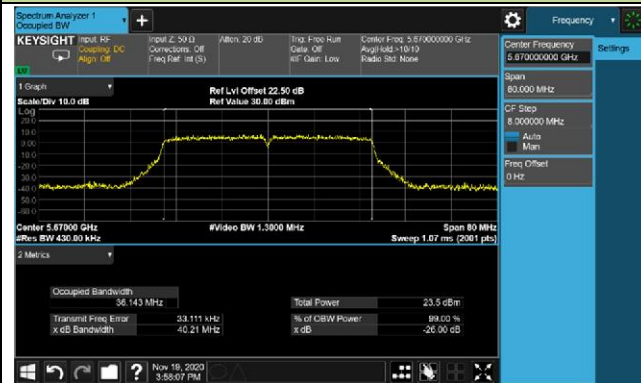 Spectrum Analyzer 1
Occupied BW
Frequency
KEYSIGHT
Input: RF
Coupling: DC
Align: Off
Input Z: 50 Ω
Corrections: Off
Freq Ref: Int (S)
Atten: 20 dB
Trig: Free Run
Gate: Off
#IF Gain: Low
Center Freq: 5.670000000 GHz
Avg|Hold:>10/10
Radio Std: None
1 Graph
Scale/Div 10.0 dB
Ref Lvl Offset 22.50 dB
Ref Value 30.00 dBm
Log
20.0
10.0
0.00
-10.0
-20.0
-30.0
-40.0
-50.0
-60.0
Center 5.67000 GHz
#Res BW 430.00 kHz
#Video BW 1.3000 MHz
Span 80 MHz
Sweep 1.07 ms (2001 pts)
2 Metrics
Occupied Bandwidth
36.143 MHz
Total Power
23.5 dBm
Transmit Freq Error
33.111 kHz
% of OBW Power
99.00 %
x dB Bandwidth
40.21 MHz
x dB
-26.00 dB
Nov 19, 2020
3:58:07 PM
Center Frequency
5.670000000 GHz
Settings
Span
80.000 MHz
CF Step
8.000000 MHz
Auto
Man
Freq Offset
0 Hz